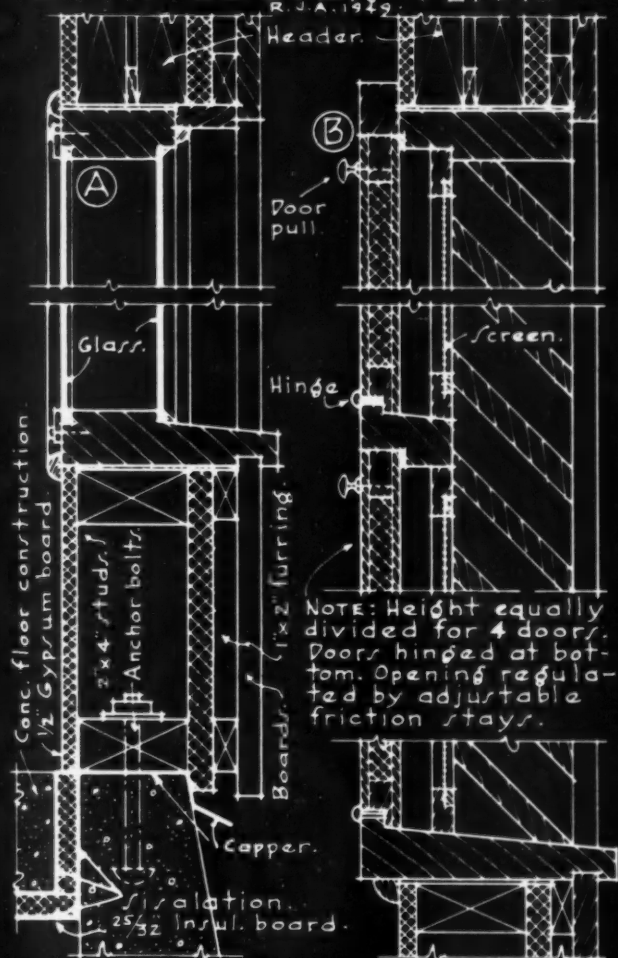 R.J.A. 1949.
Header.
A
B
Door
pull.
Glass.
Screen.
Hinge
Conc. floor construction.
1/2" Gypsum board.
2"x4" studs.
Anchor bolts.
1"x2" furring.
Boards.
NOTE: Height equally
divided for 4 doors.
Doors hinged at bot-
tom. Opening regula-
ted by adjustable
friction stays.
Copper.
Sisalation.
25/32" Insul. board.